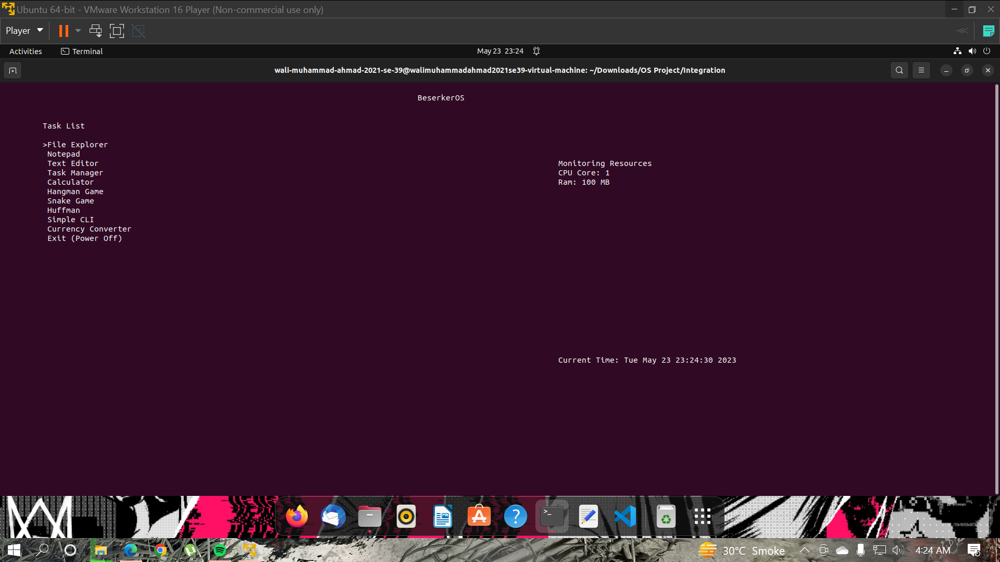 Ubuntu 64-bit - VMware Workstation 16 Player (Non-commercial use only)
Player
Activities
Terminal
May 23 23:24
wali-muhammad-ahmad-2021-se-39@walimuhammadahmad2021se39-virtual-machine: ~/Downloads/OS Project/Integration
BeserkerOS
Task List
>File Explorer
Notepad
Text Editor
Monitoring Resources
Task Manager
CPU Core: 1
Calculator
Ram: 100 MB
Hangman Game
Snake Game
Huffman
Simple CLI
Currency Converter
Exit (Power Off)
Current Time: Tue May 23 23:24:30 2023
30°C Smoke
4:24 AM